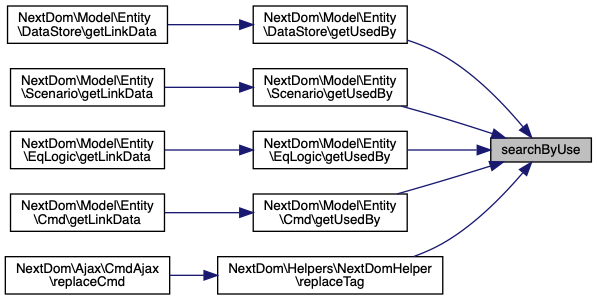 NextDom\Model\Entity
\DataStore\getLinkData
NextDom\Model\Entity
\DataStore\getUsedBy
NextDom\Model\Entity
\Scenario\getLinkData
NextDom\Model\Entity
\Scenario\getUsedBy
NextDom\Model\Entity
\EqLogic\getLinkData
NextDom\Model\Entity
\EqLogic\getUsedBy
searchByUse
NextDom\Model\Entity
\Cmd\getLinkData
NextDom\Model\Entity
\Cmd\getUsedBy
NextDom\Ajax\CmdAjax
\replaceCmd
NextDom\Helpers\NextDomHelper
\replaceTag